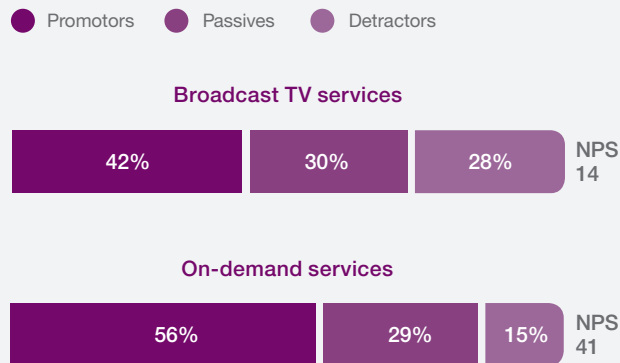 Promotors Passives Detractors
Broadcast TV services
42% 30% 28% NPS
14
On-demand services
56% 29% 15% NPS
41